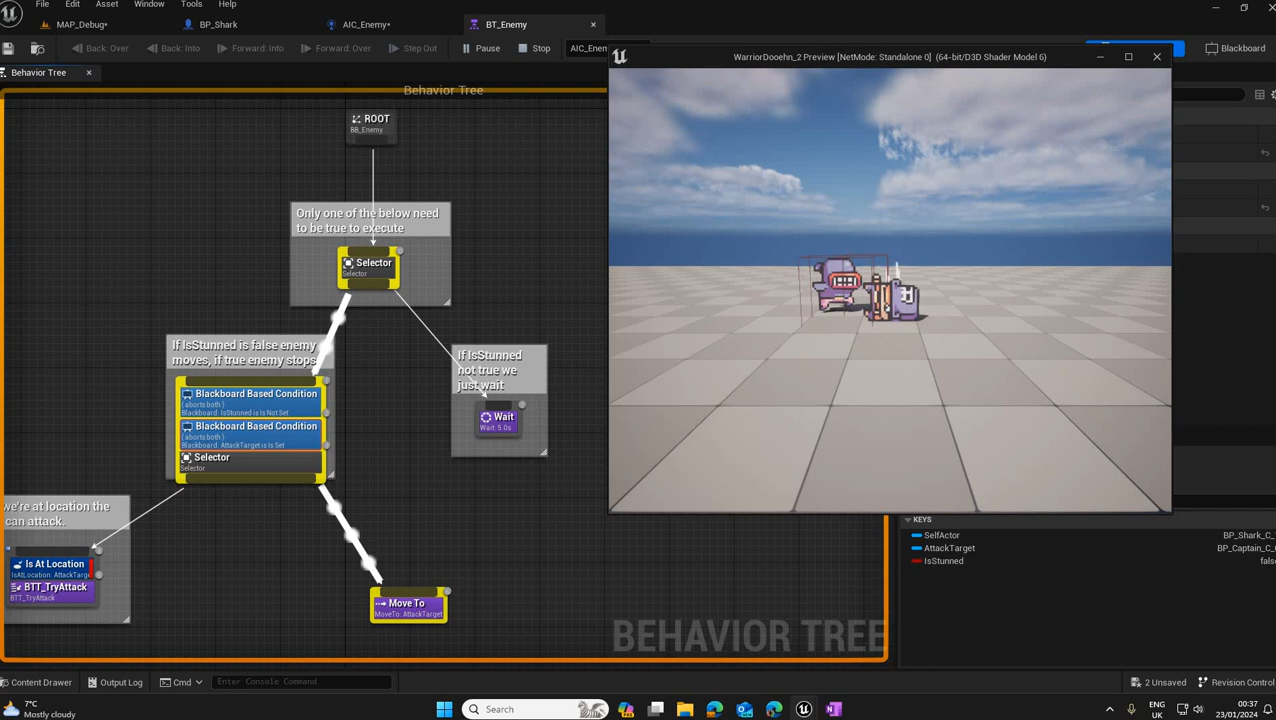 File
Edit
Asset
Window
Tools
Help
MAP_Debug*
BP_Shark
AIC_Enemy*
BT_Enemy
Back: Over
Back: Into
Forward: Into
Forward: Over
Step Out
Pause
Stop
Blackboard
WarriorDooehn_2 Preview [NetMode: Standalone 0] (64-bit/D3D Shader Model 6)
Behavior Tree
Behavior Tree
ROOT
BB_Enemy
Only one of the below need
to be true to execute
Selector
Selector
If IsStunned is false enemy
moves, if true enemy stops
Blackboard Based Condition
( aborts both )
Blackboard: IsStunned is Is Not Set
Blackboard Based Condition
( aborts both )
Blackboard: AttackTarget is Is Set
Selector
Selector
If IsStunned
not true we
just wait
Wait
Wait: 5.0s
we're at location the
can attack.
Is At Location
IsAtLocation: AttackTarge
BTT_TryAttack
BTT_TryAttack
Move To
MoveTo: AttackTarget
BEHAVIOR TREE
KEYS
SelfActor
BP_Shark_C_
AttackTarget
BP_Captain_C_
IsStunned
Content Drawer
Output Log
Cmd
Enter Console Command
2 Unsaved
Revision Control
7°C
Mostly cloudy
Search
00:37
23/01/2024